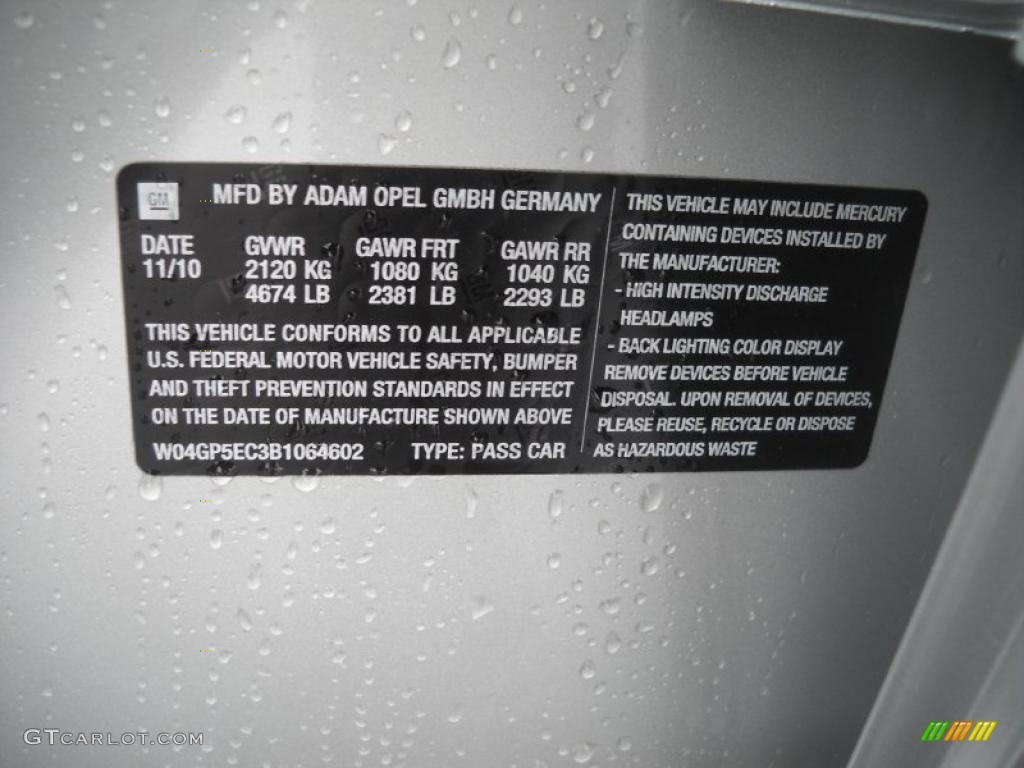 GM
MFD BY ADAM OPEL GMBH GERMANY
DATE GVWR GAWR FRT GAWR RR
11/10 2120 KG 1080 KG 1040 KG
4674 LB 2381 LB 2293 LB
THIS VEHICLE CONFORMS TO ALL APPLICABLE
U.S. FEDERAL MOTOR VEHICLE SAFETY, BUMPER
AND THEFT PREVENTION STANDARDS IN EFFECT
ON THE DATE OF MANUFACTURE SHOWN ABOVE
W04GP5EC3B1064602 TYPE: PASS CAR
THIS VEHICLE MAY INCLUDE MERCURY
CONTAINING DEVICES INSTALLED BY
THE MANUFACTURER:
- HIGH INTENSITY DISCHARGE
HEADLAMPS
- BACK LIGHTING COLOR DISPLAY
REMOVE DEVICES BEFORE VEHICLE
DISPOSAL. UPON REMOVAL OF DEVICES,
PLEASE REUSE, RECYCLE OR DISPOSE
AS HAZARDOUS WASTE
GTCARLOT.COM